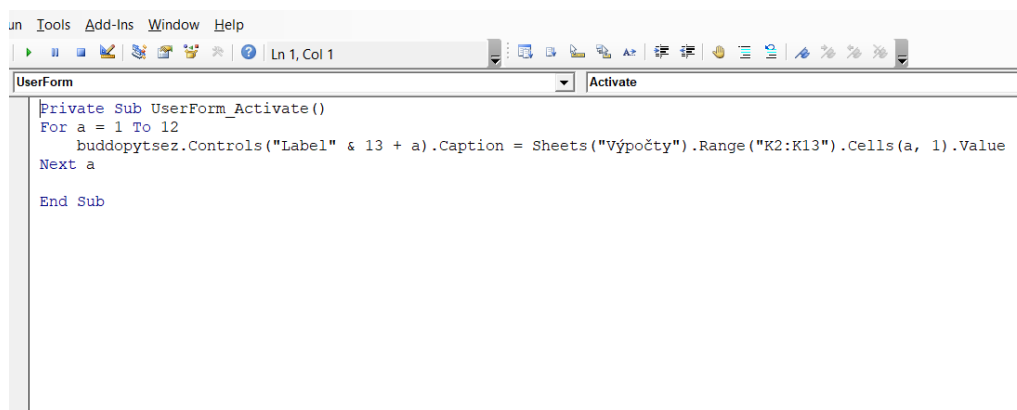 un Tools Add-Ins Window Help
Ln 1, Col 1
UserForm Activate
Private Sub UserForm_Activate()
For a = 1 To 12
buddopytsez.Controls("Label" & 13 + a).Caption = Sheets("Výpočty").Range("K2:K13").Cells(a, 1).Value
Next a
End Sub